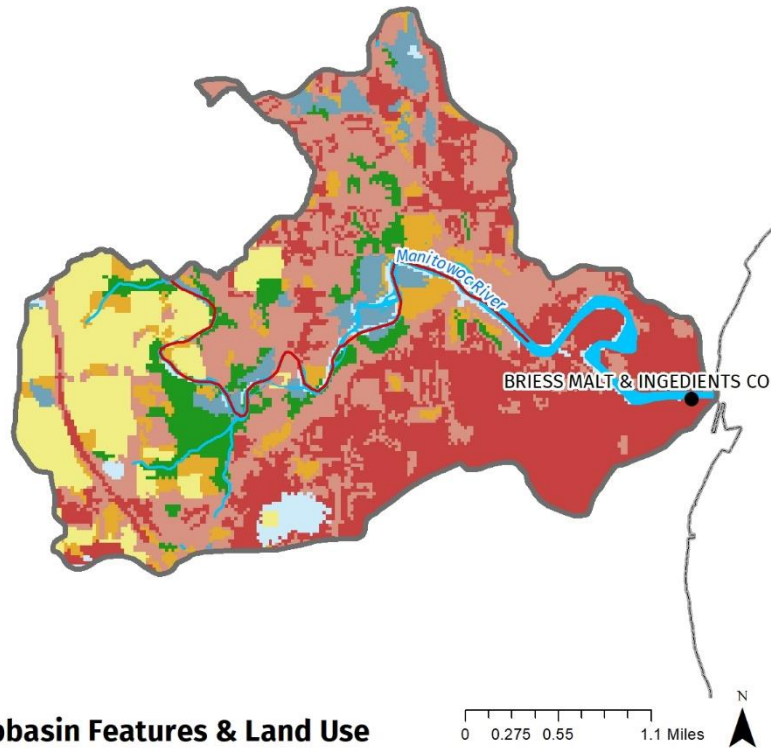 Manitowoc River
BRIESS MALT & INGEDIENTS CO
N
bbasin Features & Land Use
0 0.275 0.55 1.1 Miles